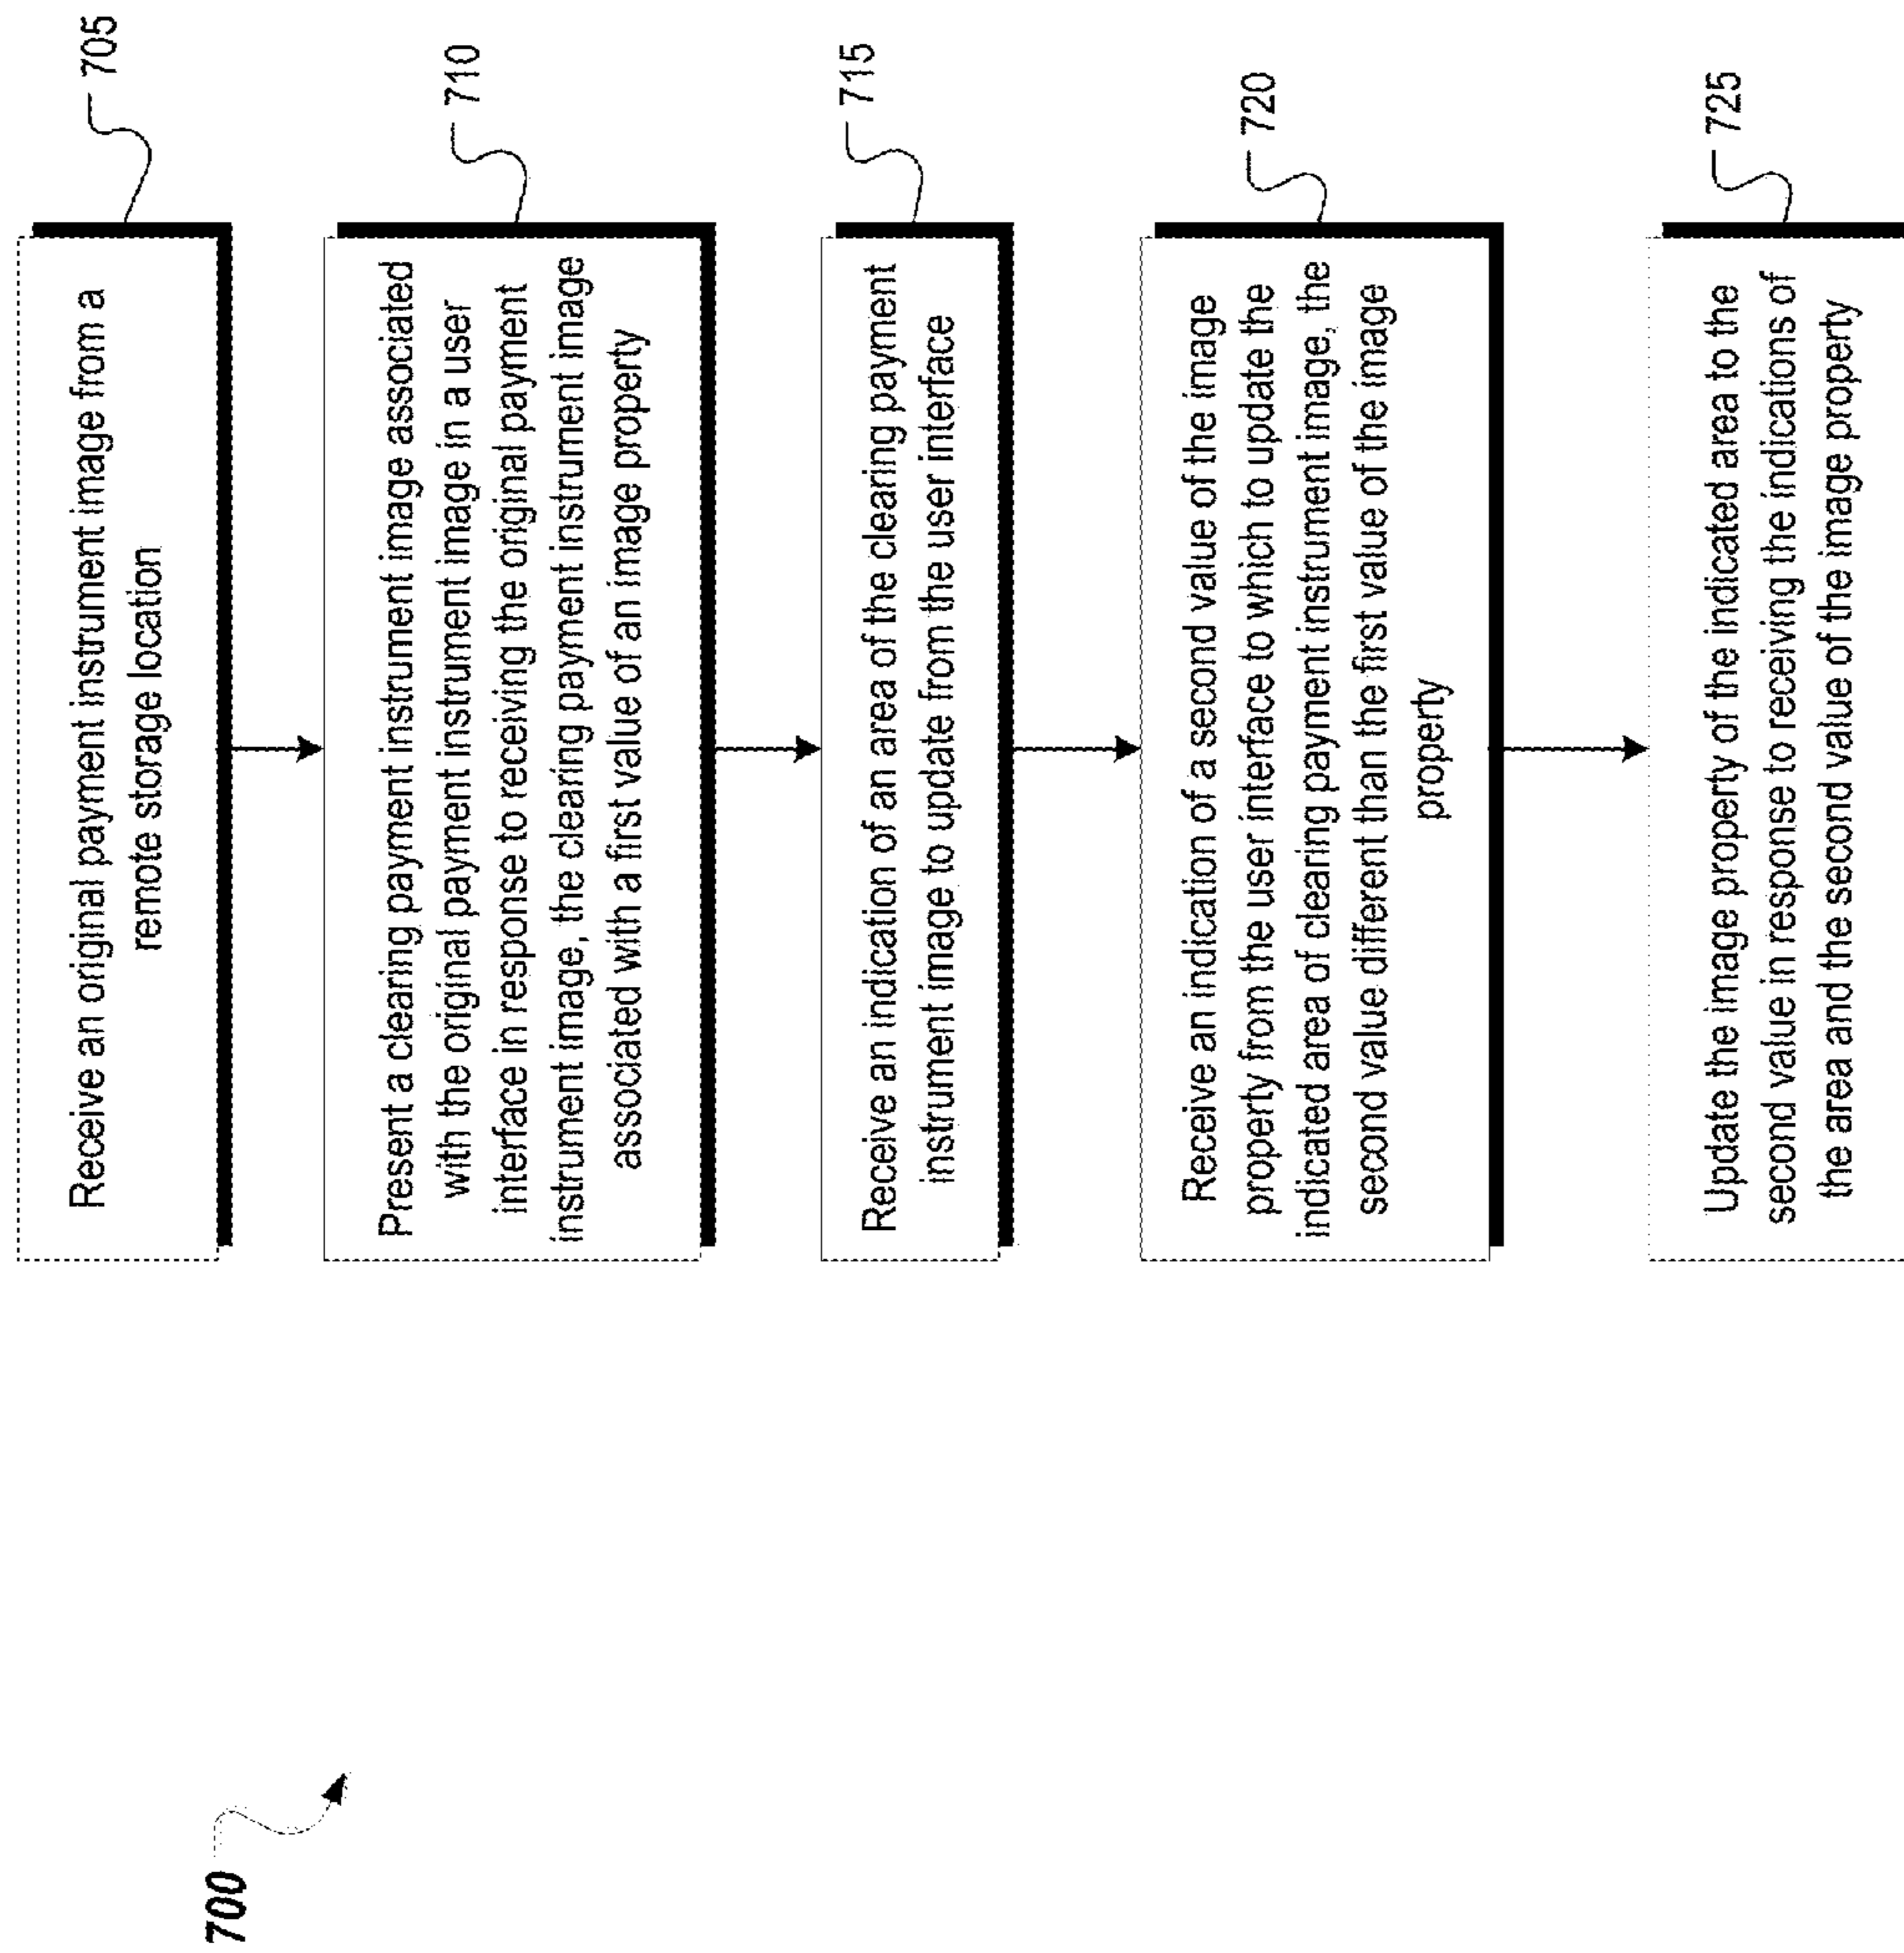 700
Receive an original payment instrument image from a
remote storage location
705
Present a clearing payment instrument image associated
with the original payment instrument image in a user
interface in response to receiving the original payment
instrument image, the clearing payment instrument image
associated with a first value of an image property
710
Receive an indication of an area of the clearing payment
instrument image to update from the user interface
715
Receive an indication of a second value of the image
property from the user interface to which to update the
indicated area of clearing payment instrument image, the
second value different than the first value of the image
property
720
Update the image property of the indicated area to the
second value in response to receiving the indications of
the area and the second value of the image property
725